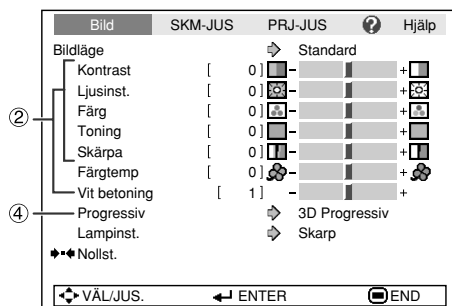 Bild SKM-JUS PRJ-JUS ? Hjälp
Bildläge Standard
Kontrast [ 0 ] - +
Ljusinst. [ 0 ] - +
② Färg [ 0 ] - +
Toning [ 0 ] - +
Skärpa [ 0 ] - +
Färgtemp [ 0 ] - +
Vit betoning [ 1 ] - +
④ Progressiv 3D Progressiv
Lampinst. Skarp
Nollst.
VÄL/JUS. ENTER END